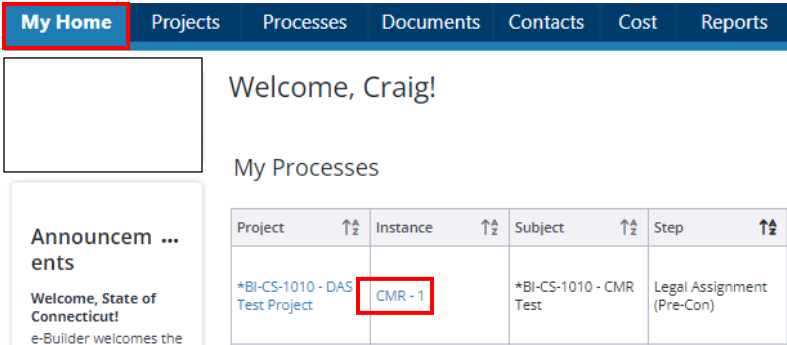 My Home Projects Processes Documents Contacts Cost Reports
Welcome, Craig!
My Processes
Project Instance Subject Step
*BI-CS-1010 - DAS
Test Project
CMR - 1
*BI-CS-1010 - CMR
Test
Legal Assignment
(Pre-Con)
Announcem ...
ents
Welcome, State of
Connecticut!
e-Builder welcomes the